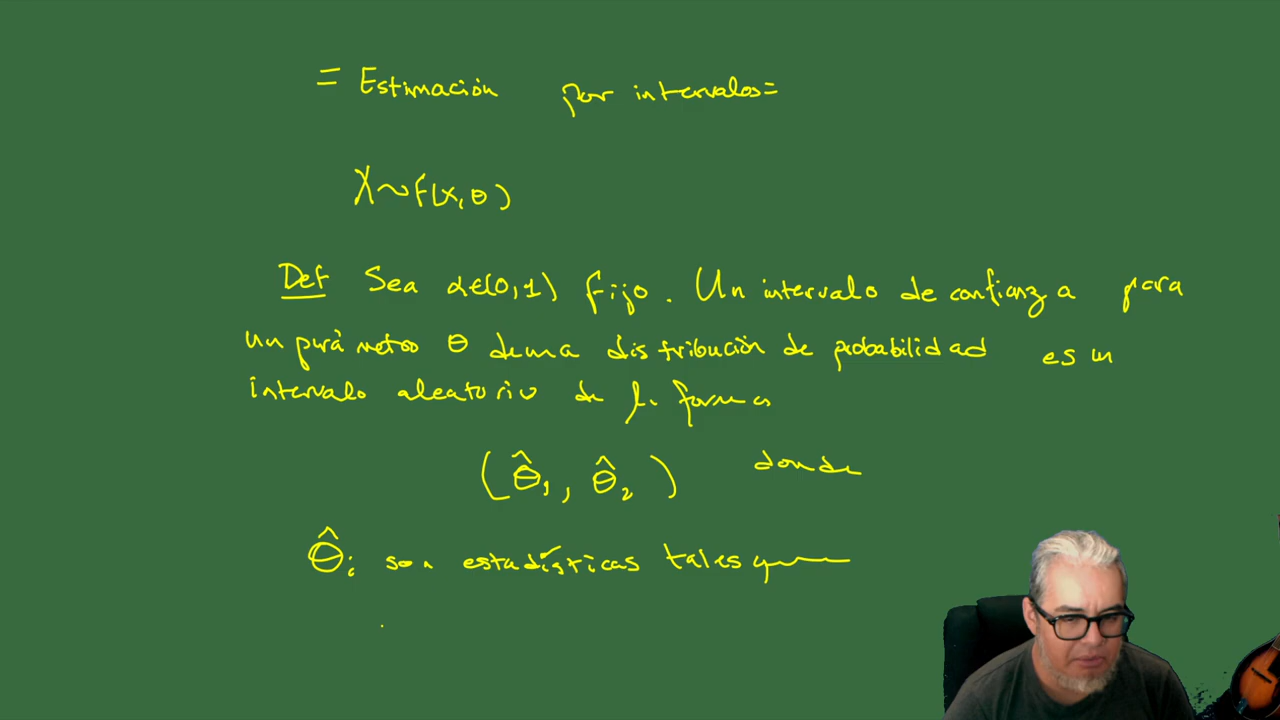 = Estimación por intervalos=
X~F(x,θ)
Def Sea α∈(0,1) fijo. Un intervalo de confianza para
un parámetro θ de una distribución de probabilidad es un
intervalo aleatorio de la forma
(θ̂₁, θ̂₂) donde
θ̂ᵢ son estadísticas tales que